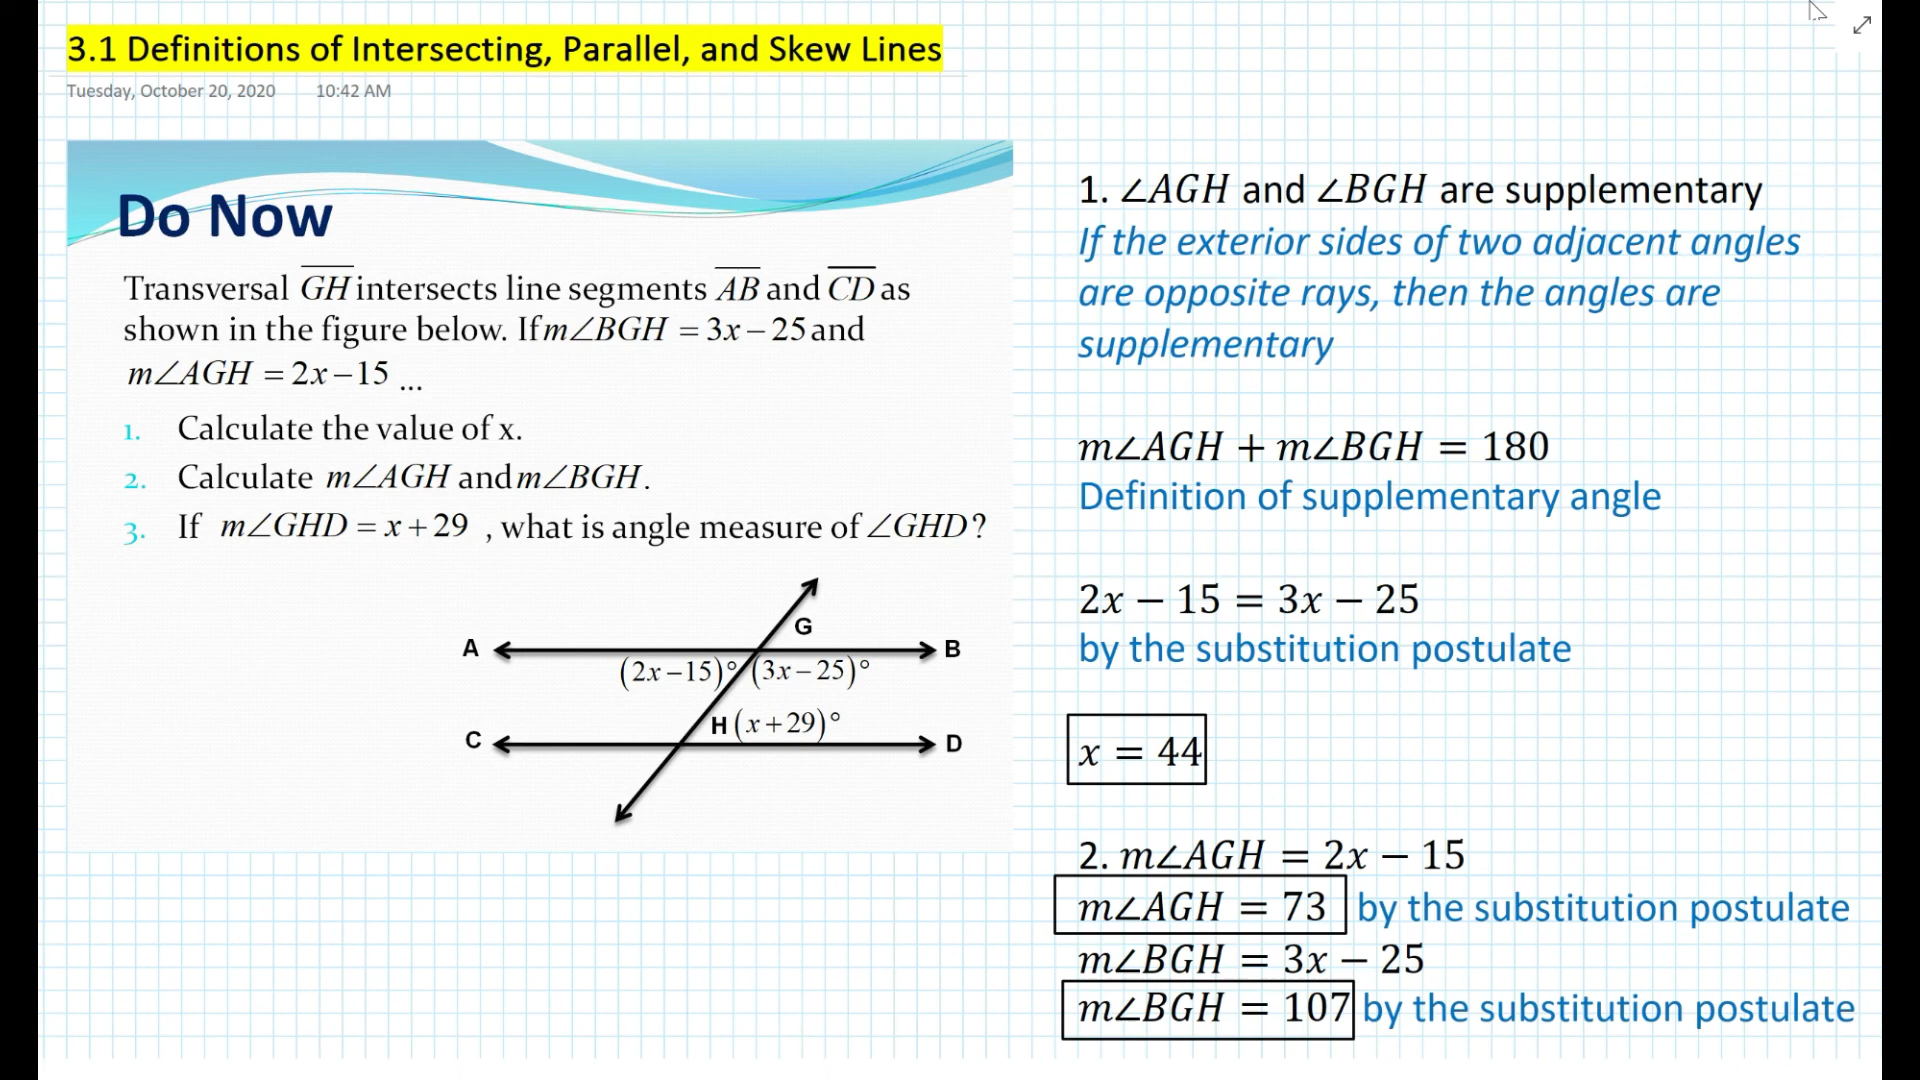 3.1 Definitions of Intersecting, Parallel, and Skew Lines
Tuesday, October 20, 2020 10:42 AM
Do Now
Transversal GH intersects line segments AB and CD as
shown in the figure below. If m∠BGH = 3x − 25 and
m∠AGH = 2x − 15 ...
1. Calculate the value of x.
2. Calculate m∠AGH and m∠BGH.
3. If m∠GHD = x + 29 , what is angle measure of ∠GHD?
G
A
B
(2x − 15)° (3x − 25)°
H (x + 29)°
C
D
1. ∠AGH and ∠BGH are supplementary
If the exterior sides of two adjacent angles
are opposite rays, then the angles are
supplementary
m∠AGH + m∠BGH = 180
Definition of supplementary angle
2x − 15 = 3x − 25
by the substitution postulate
x = 44
2. m∠AGH = 2x − 15
m∠AGH = 73 by the substitution postulate
m∠BGH = 3x − 25
m∠BGH = 107 by the substitution postulate